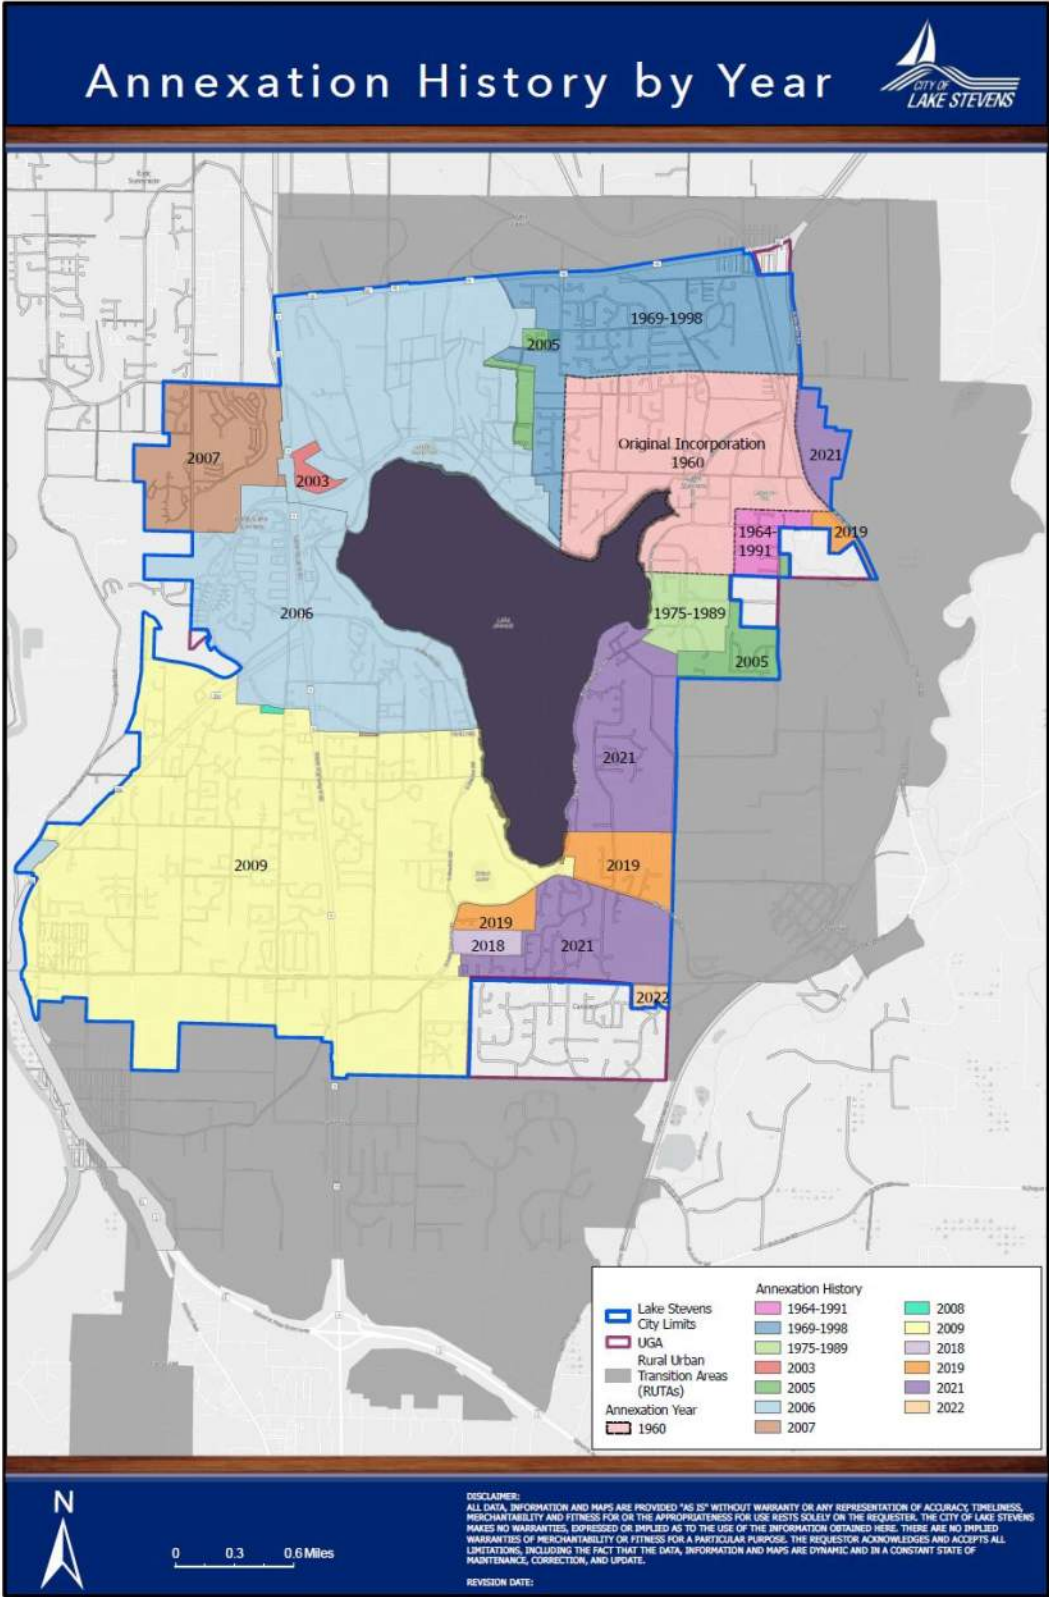 Annexation History by Year
CITY OF
LAKE STEVENS
1969-1998
2005
Original Incorporation
1960
2007
2003
2021
1964-
1991
2019
2006
1975-1989
2005
2021
2009
2019
2019
2018
2021
2022
Lake Stevens
City Limits
UGA
Rural Urban
Transition Areas
(RUTAs)
Annexation Year
1960
Annexation History
1964-1991
1969-1998
1975-1989
2003
2005
2006
2007
2008
2009
2018
2019
2021
2022
N
0 0.3 0.6 Miles
DISCLAIMER:
ALL DATA, INFORMATION AND MAPS ARE PROVIDED "AS IS" WITHOUT WARRANTY OR ANY REPRESENTATION OF ACCURACY, TIMELINESS,
MERCHANTABILITY AND FITNESS FOR OR THE APPROPRIATENESS FOR USE RESTS SOLELY ON THE REQUESTER. THE CITY OF LAKE STEVENS
MAKES NO WARRANTIES, EXPRESSED OR IMPLIED AS TO THE USE OF THE INFORMATION OBTAINED HERE. THERE ARE NO IMPLIED
WARRANTIES OF MERCHANTABILITY OR FITNESS FOR A PARTICULAR PURPOSE. THE REQUESTOR ACKNOWLEDGES AND ACCEPTS ALL
LIMITATIONS, INCLUDING THE FACT THAT THE DATA, INFORMATION AND MAPS ARE DYNAMIC AND IN A CONSTANT STATE OF
MAINTENANCE, CORRECTION, AND UPDATE.
REVISION DATE: